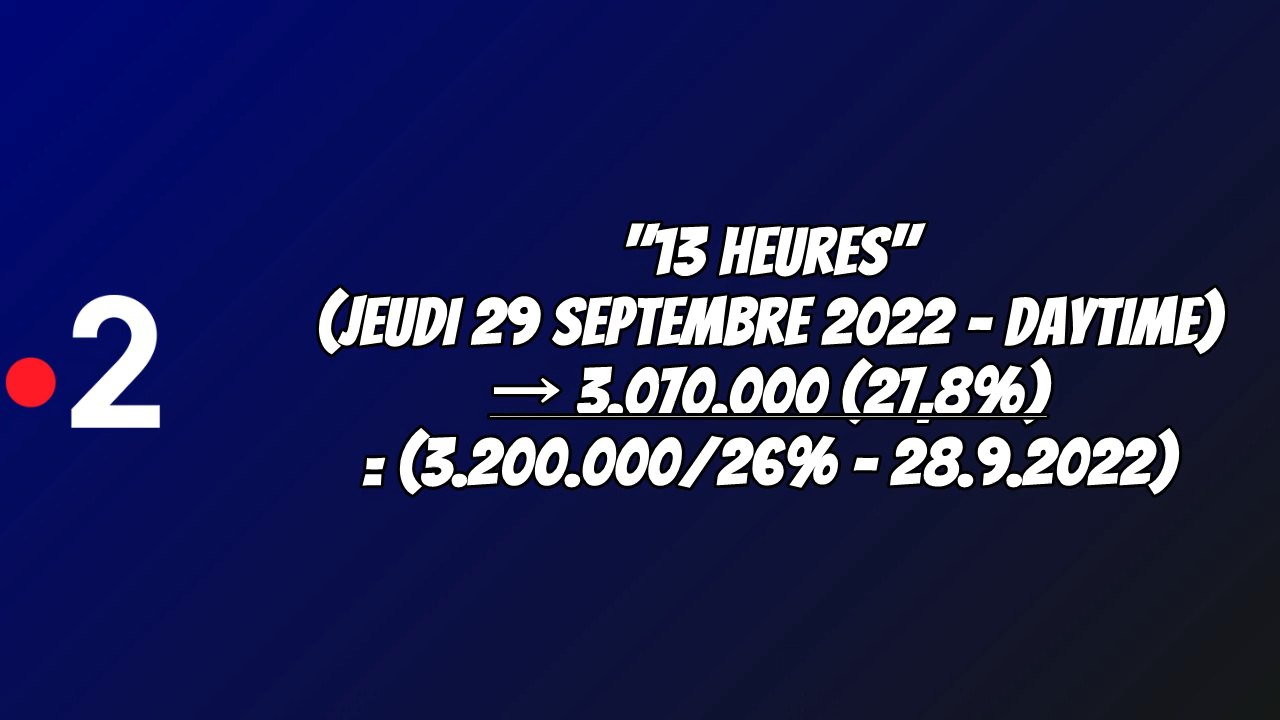 "13 HEURES"
(JEUDI 29 SEPTEMBRE 2022 - DAYTIME)
→ 3.070.000 (27.8%)
= (3.200.000/26% - 28.9.2022)
2